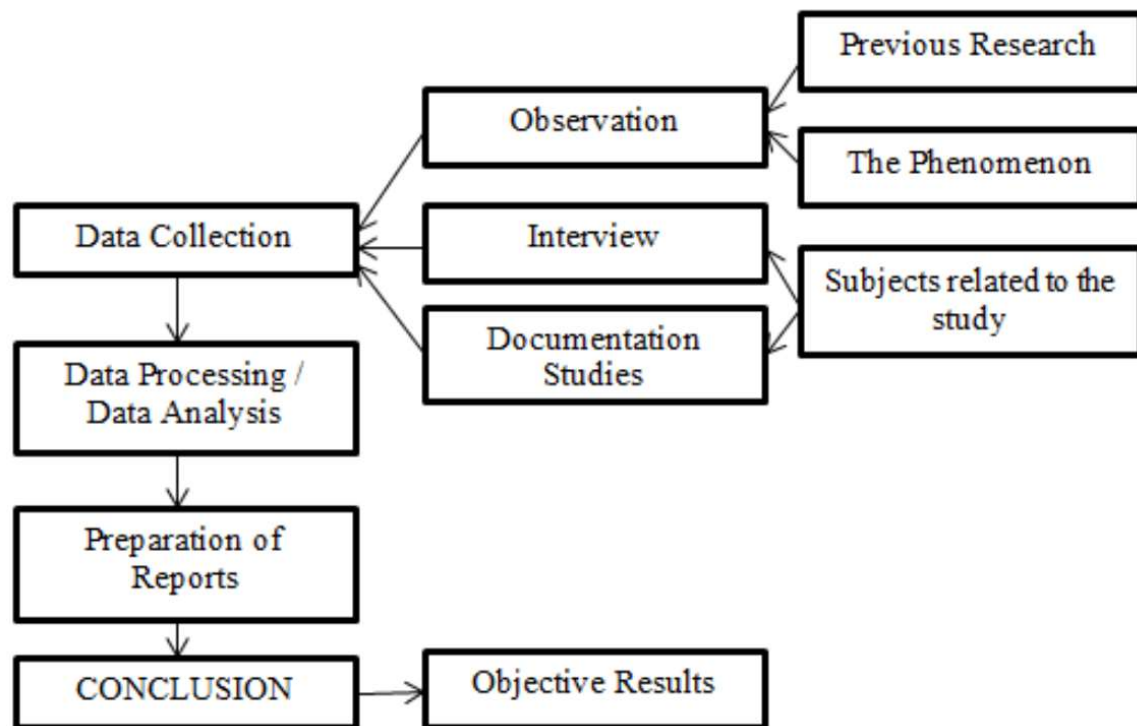 Previous Research
Observation
The Phenomenon
Data Collection
Interview
Subjects related to the
study
Documentation
Studies
Data Processing /
Data Analysis
Preparation of
Reports
CONCLUSION
Objective Results